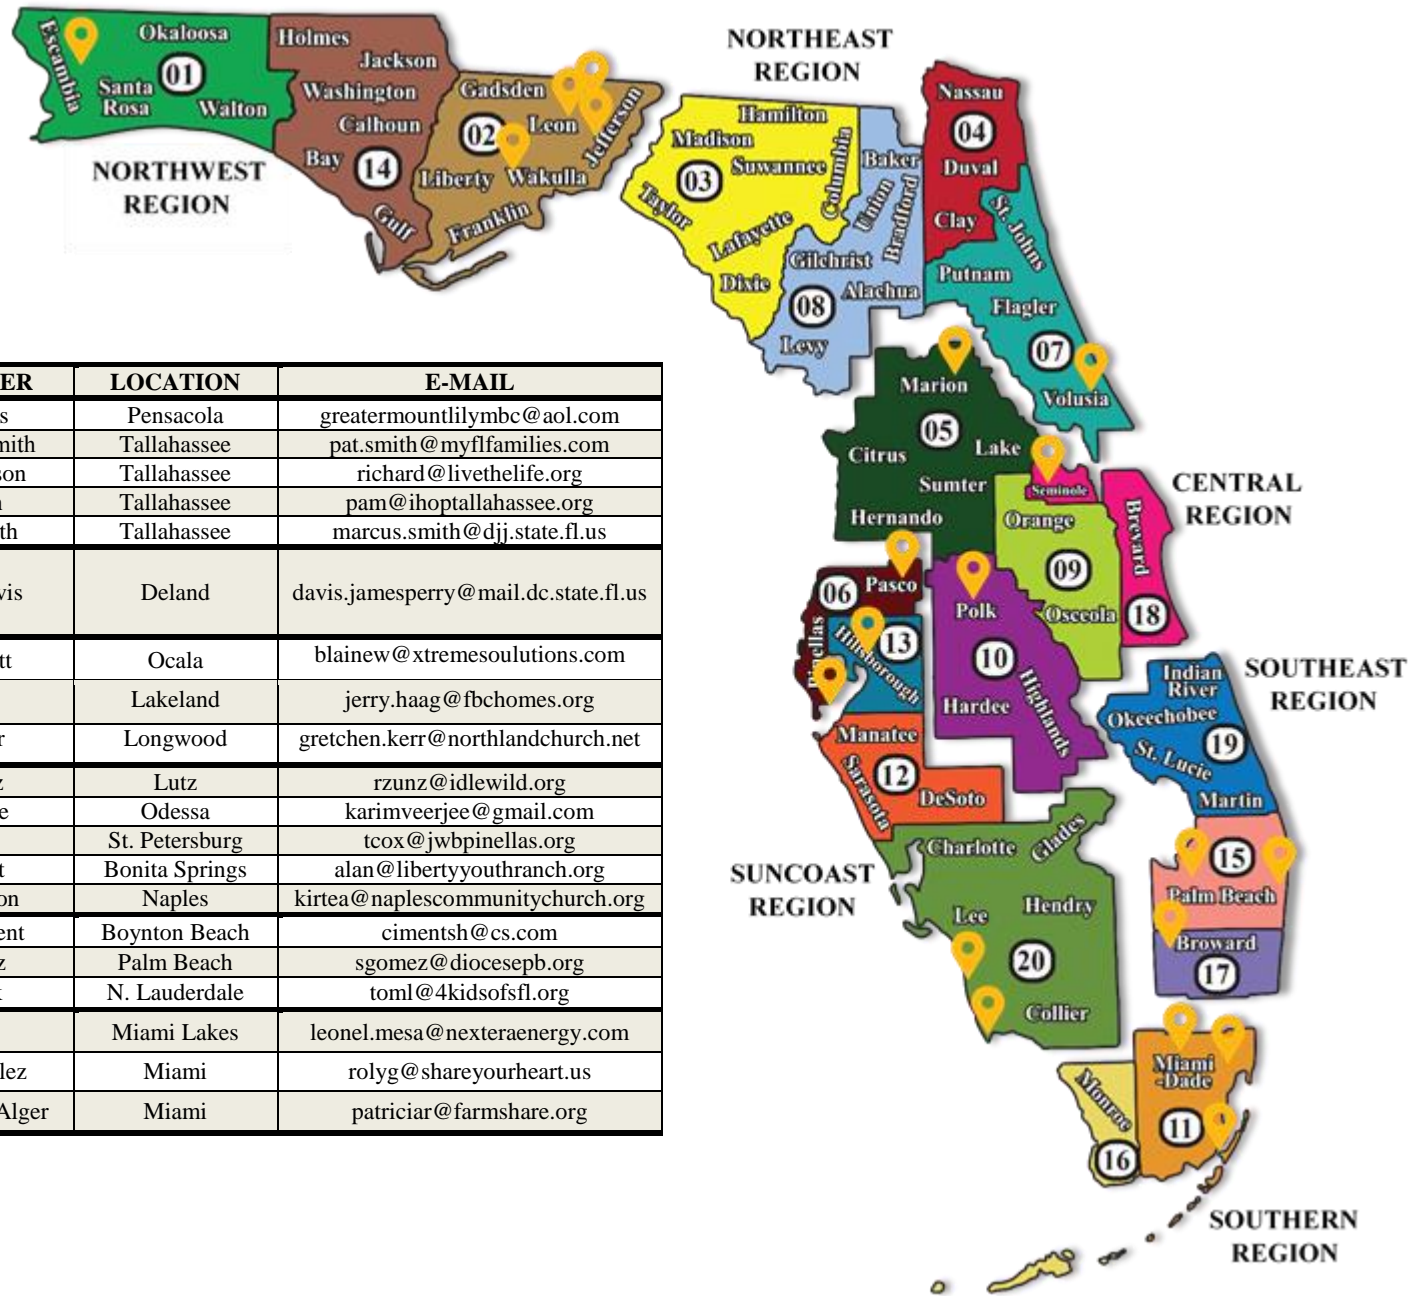 NORTHEAST
REGION
Escambia
Okaloosa
01
Santa
Rosa
Walton
Holmes
Jackson
Washington
Calhoun
Bay
14
Gulf
Gadsden
02
Leon
Jefferson
Liberty
Wakulla
Franklin
NORTHWEST
REGION
Hamilton
Madison
Suwannee
Columbia
03
Taylor
Lafayette
Dixie
Baker
Union
Bradford
Gilchrist
Alachua
08
Levy
Nassau
04
Duval
Clay
St. Johns
Putnam
Flagler
07
Volusia
Marion
05
Citrus
Lake
Sumter
Hernando
Seminole
Orange
09
Osceola
Brevard
18
CENTRAL
REGION
06
Pasco
Pinellas
Hillsborough
13
Polk
10
Hardee
Highlands
Manatee
Sarasota
12
DeSoto
Indian
River
Okeechobee
19
St. Lucie
Martin
SOUTHEAST
REGION
Charlotte
Glades
Lee
Hendry
20
Collier
SUNCOAST
REGION
15
Palm Beach
Broward
17
Miami
-Dade
11
Monroe
16
SOUTHERN
REGION
ER LOCATION E-MAIL
s Pensacola greatermountlilymbc@aol.com
mith Tallahassee pat.smith@myflfamilies.com
son Tallahassee richard@livethelife.org
n Tallahassee pam@ihoptallahassee.org
th Tallahassee marcus.smith@djj.state.fl.us
vis Deland davis.jamesperry@mail.dc.state.fl.us
tt Ocala blainew@xtremesoulutions.com
Lakeland jerry.haag@fbchomes.org
r Longwood gretchen.kerr@northlandchurch.net
z Lutz rzunz@idlewild.org
e Odessa karimveerjee@gmail.com
St. Petersburg tcox@jwbpinellas.org
t Bonita Springs alan@libertyyouthranch.org
on Naples kirtea@naplescommunitychurch.org
ent Boynton Beach cimentsh@cs.com
z Palm Beach sgomez@diocesepb.org
k N. Lauderdale toml@4kidsofsfl.org
Miami Lakes leonel.mesa@nexteraenergy.com
lez Miami rolyg@shareyourheart.us
Alger Miami patriciar@farmshare.org